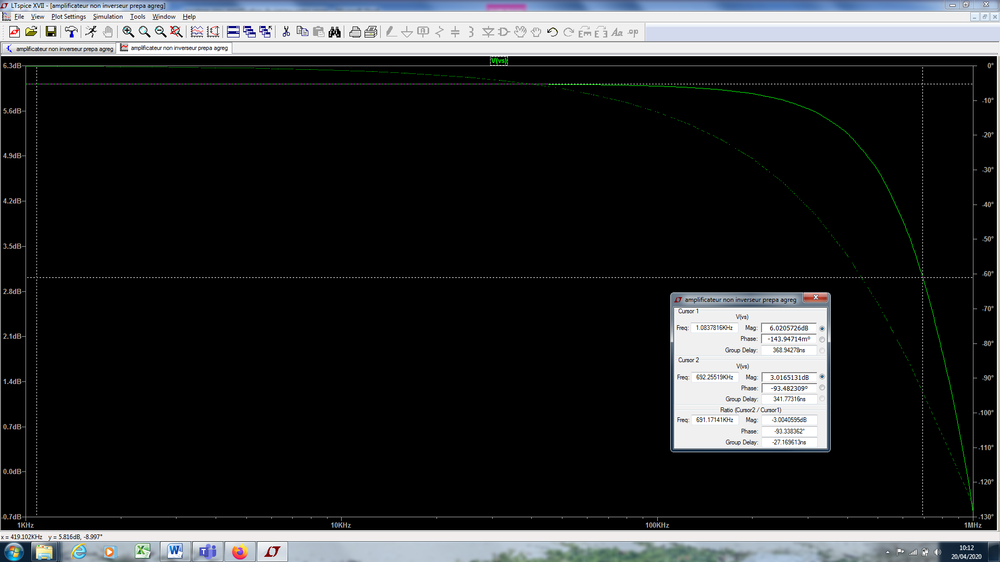 LTspice XVII - [amplificateur non inverseur prepa agreg]
File View Plot Settings Simulation Tools Window Help
amplificateur non inverseur prepa agreg amplificateur non inverseur prepa agreg
V(vs)
6.3dB 0°
-10°
5.6dB
-20°
4.9dB
-30°
4.2dB
-40°
3.5dB
-50°
-60°
2.8dB
-70°
2.1dB
-80°
1.4dB
-90°
-100°
0.7dB
-110°
0.0dB
-120°
-0.7dB -130°
1KHz 10KHz 100KHz 1MHz
amplificateur non inverseur prepa agreg
Cursor 1
V(vs)
Freq: 1.0837816KHz Mag: 6.0205726dB
Phase: -143.94714m°
Group Delay: 368.94278ns
Cursor 2
V(vs)
Freq: 692.25519KHz Mag: 3.0165131dB
Phase: -93.482309°
Group Delay: 341.77316ns
Ratio (Cursor2 / Cursor1)
Freq: 691.17141KHz Mag: -3.0040595dB
Phase: -93.338362°
Group Delay: -27.169613ns
x = 419.102KHz y = 5.816dB, -8.997°
10:12
20/04/2020